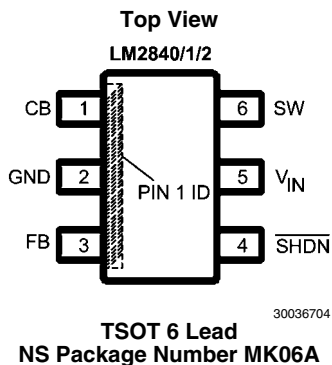 Top View
LM2840/1/2
CB 1 6 SW
GND 2 5 VIN
PIN 1 ID
FB 3 4 SHDN
30036704
TSOT 6 Lead
NS Package Number MK06A